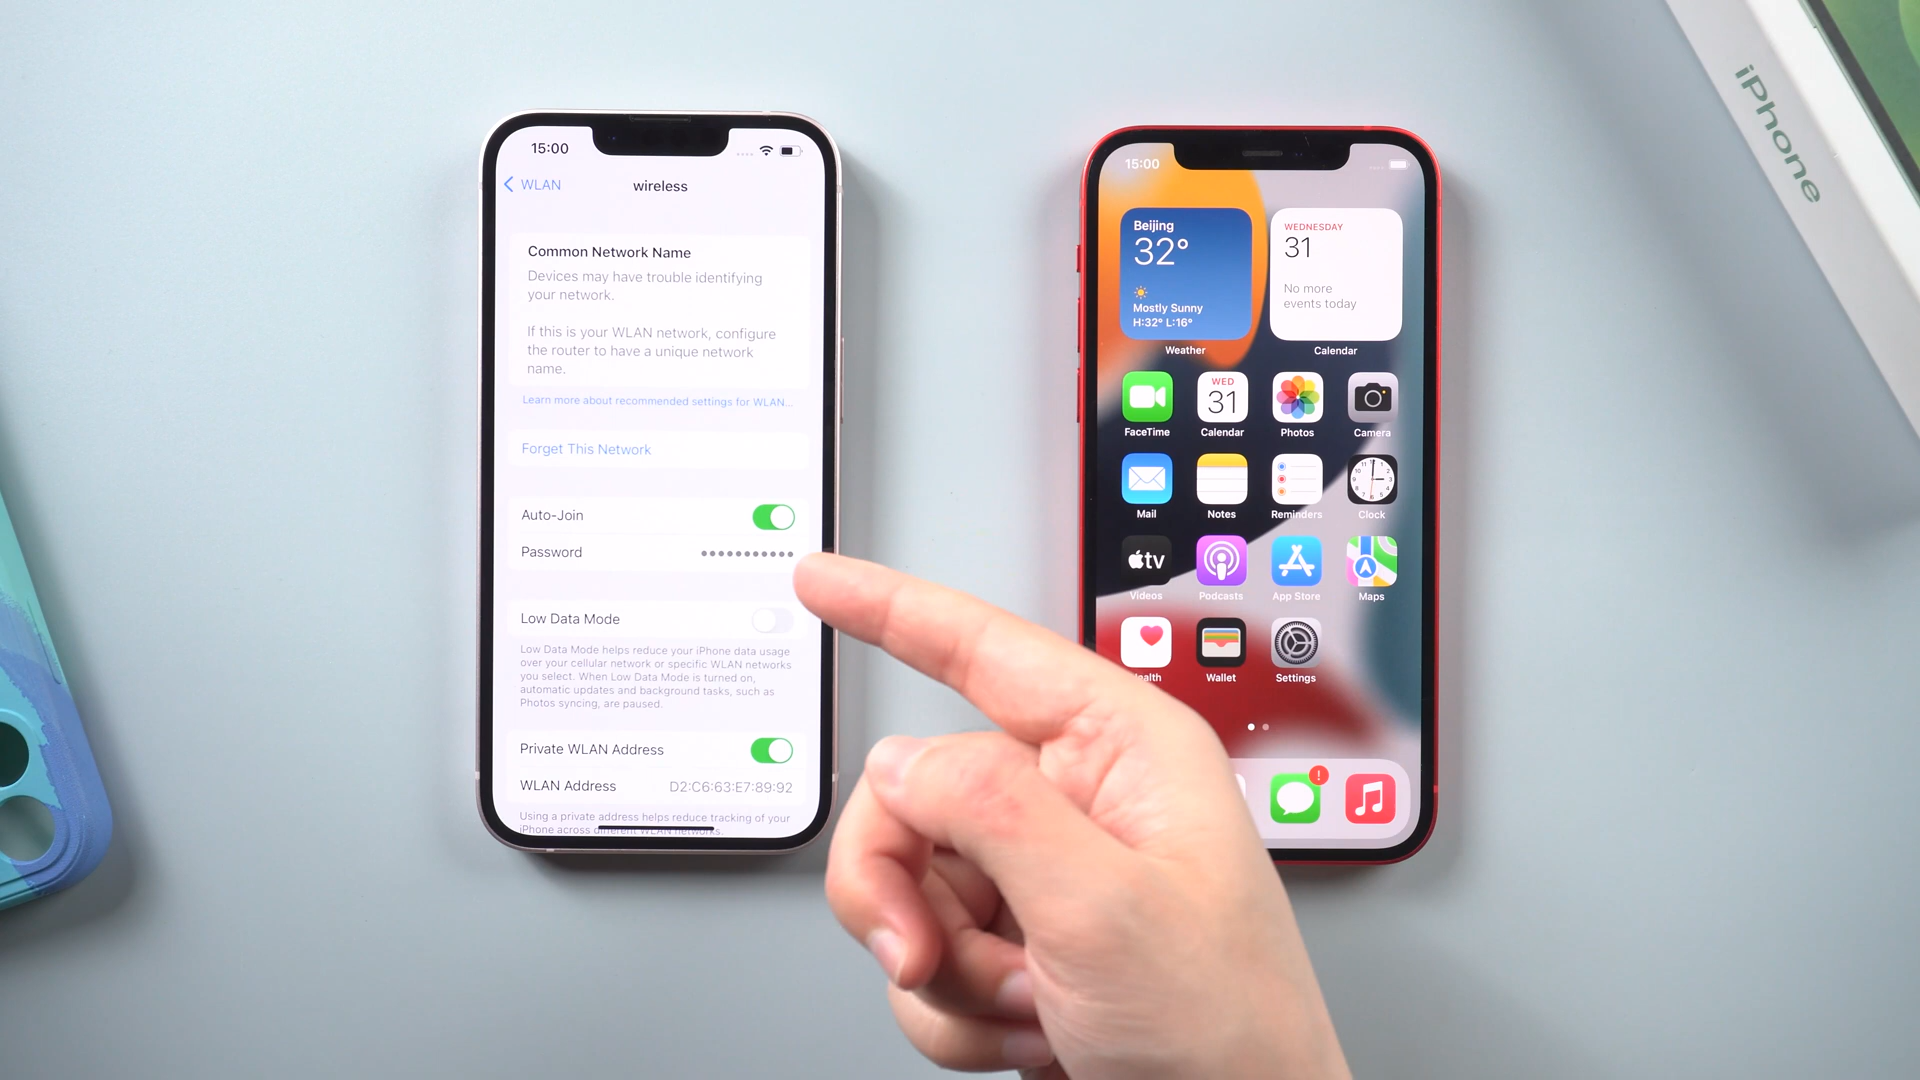 15:00
WLAN
wireless
Common Network Name
Devices may have trouble identifying
your network.
If this is your WLAN network, configure
the router to have a unique network
name.
Learn more about recommended settings for WLAN...
Forget This Network
Auto-Join
Password
Low Data Mode
Low Data Mode helps reduce your iPhone data usage
over your cellular network or specific WLAN networks
you select. When Low Data Mode is turned on,
automatic updates and background tasks, such as
Photos syncing, are paused.
Private WLAN Address
WLAN Address D2:C6:63:E7:89:92
Using a private address helps reduce tracking of your
iPhone across different WLAN networks.
15:00
Beijing
32°
Mostly Sunny
H:32° L:16°
Weather
WEDNESDAY
31
No more
events today
Calendar
FaceTime
WED
31
Calendar
Photos
Camera
Mail
Notes
Reminders
Clock
tv
Videos
Podcasts
App Store
Maps
ealth
Wallet
Settings
!
iPhone